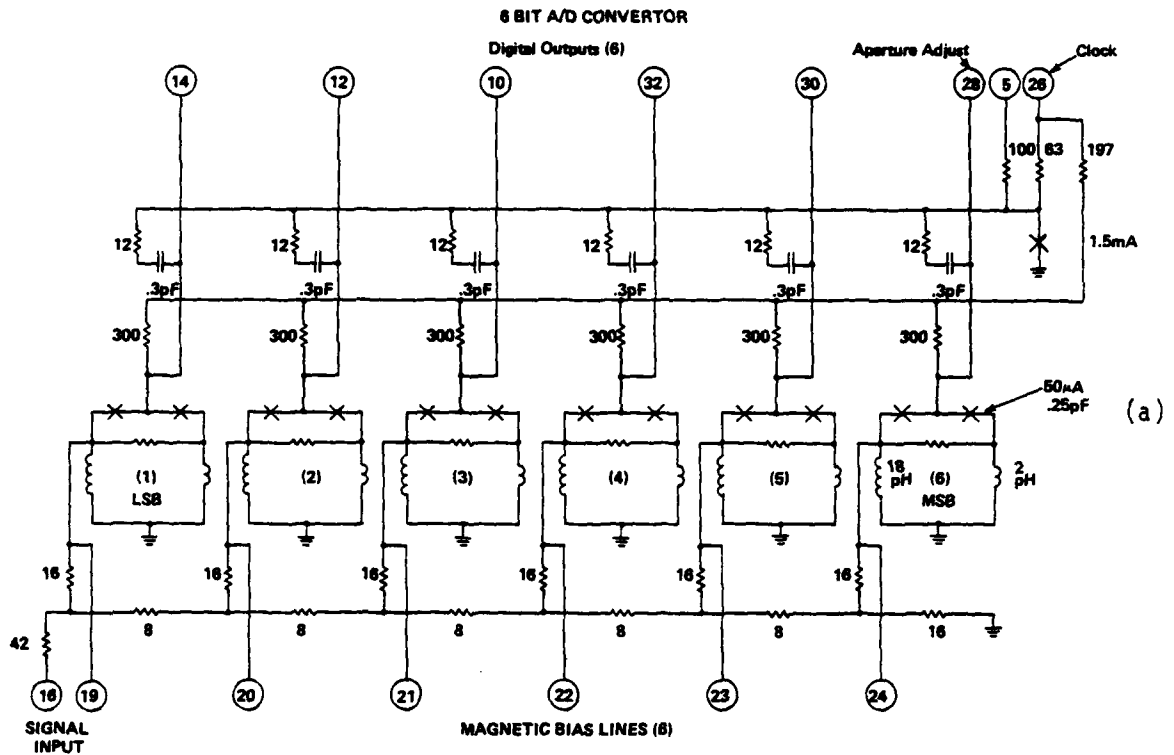 6 BIT A/D CONVERTOR
Digital Outputs (6)
Aperture Adjust
Clock
14
12
10
32
30
28
5
26
100
63
197
12
12
12
12
12
12
1.5mA
.3pF
.3pF
.3pF
.3pF
.3pF
.3pF
300
300
300
300
300
300
50μA
.25pF
(a)
(1)
LSB
(2)
(3)
(4)
(5)
18
pH
(6)
MSB
2
pH
16
16
16
16
16
16
42
8
8
8
8
8
16
16
19
20
21
22
23
24
SIGNAL
INPUT
MAGNETIC BIAS LINES (6)